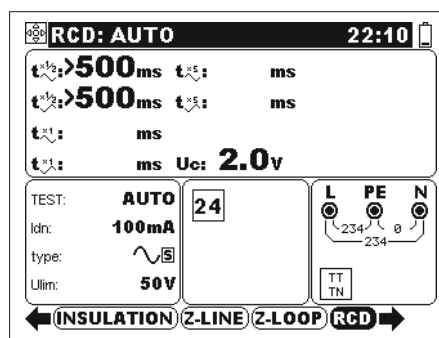 RCD: AUTO 22:10
t×½:>500ms t×5: ms
t×½:>500ms t×5: ms
t×1: ms
t×1: ms Uc: 2.0V
TEST: AUTO
Idn: 100mA
type: S
Ulim: 50V
24
L PE N
234 0
234
TT
TN
INSULATION Z-LINE Z-LOOP RCD